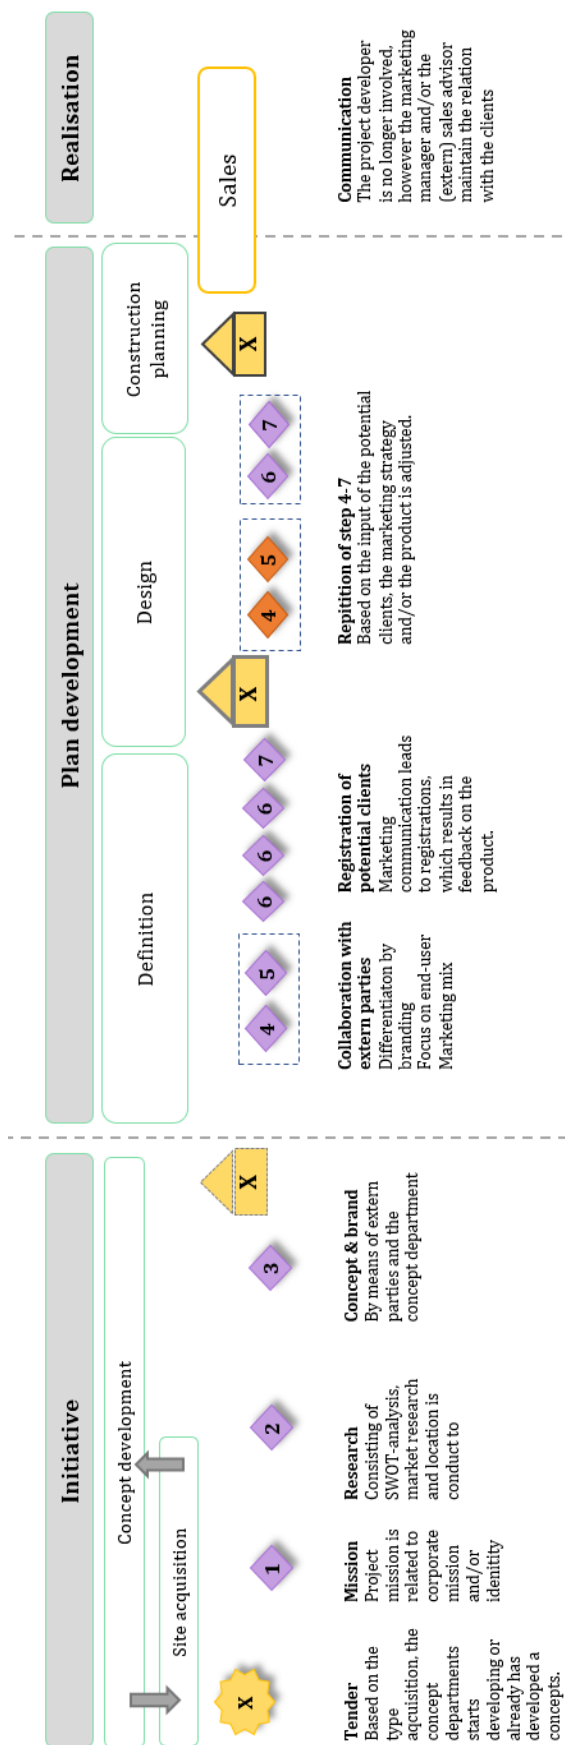 Initiative
Plan development
Realisation
Concept development
Site acquisition
Definition
Design
Construction
planning
Sales
X
1
2
3
X
4
5
6
6
6
7
X
4
5
6
7
X
Tender
Based on the
type
aqcuisition, the
concept
departments
starts
developing or
already has
developed a
concepts.
Mission
Project
mission is
related to
corporate
mission
and/or
idenitity
Research
Consisting of
SWOT-analysis,
market research
and location is
conduct to
Concept & brand
By means of extern
parties and the
concept department
Collaboration with
extern parties
Differentiaton by
branding
Focus on end-user
Marketing mix
Registration of
potential clients
Marketing
communication leads
to registrations,
which results in
feedback on the
product.
Repitition of step 4-7
Based on the input of the potential
clients, the marketing strategy
and/or the product is adjusted.
Communication
The project developer
is no longer involved,
however the marketing
manager and/or the
(extern) sales advisor
maintain the relation
with the clients